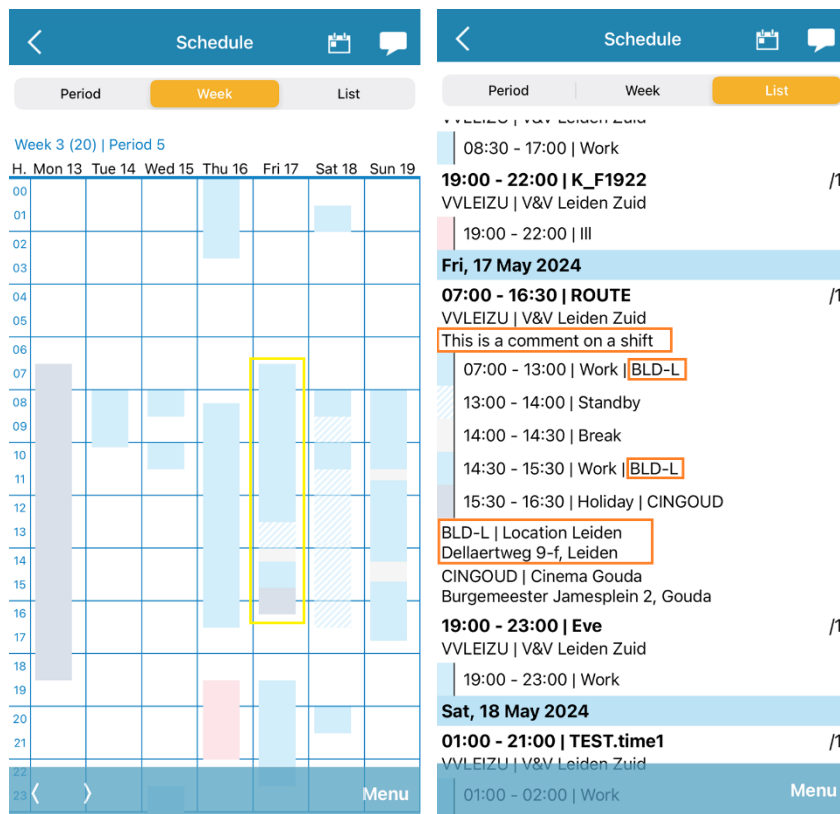 Schedule
Period Week List
Week 3 (20) | Period 5
H. Mon 13 Tue 14 Wed 15 Thu 16 Fri 17 Sat 18 Sun 19
00
01
02
03
04
05
06
07
08
09
10
11
12
13
14
15
16
17
18
19
20
21
22
23
Menu
Schedule
Period Week List
VVLEIZU | V&V Leiden Zuid
08:30 - 17:00 | Work
19:00 - 22:00 | K_F1922 /1
VVLEIZU | V&V Leiden Zuid
19:00 - 22:00 | Ill
Fri, 17 May 2024
07:00 - 16:30 | ROUTE /1
VVLEIZU | V&V Leiden Zuid
This is a comment on a shift
07:00 - 13:00 | Work | BLD-L
13:00 - 14:00 | Standby
14:00 - 14:30 | Break
14:30 - 15:30 | Work | BLD-L
15:30 - 16:30 | Holiday | CINGOUD
BLD-L | Location Leiden
Dellaertweg 9-f, Leiden
CINGOUD | Cinema Gouda
Burgemeester Jamesplein 2, Gouda
19:00 - 23:00 | Eve /1
VVLEIZU | V&V Leiden Zuid
19:00 - 23:00 | Work
Sat, 18 May 2024
01:00 - 21:00 | TEST.time1 /1
VVLEIZU | V&V Leiden Zuid
01:00 - 02:00 | Work
Menu